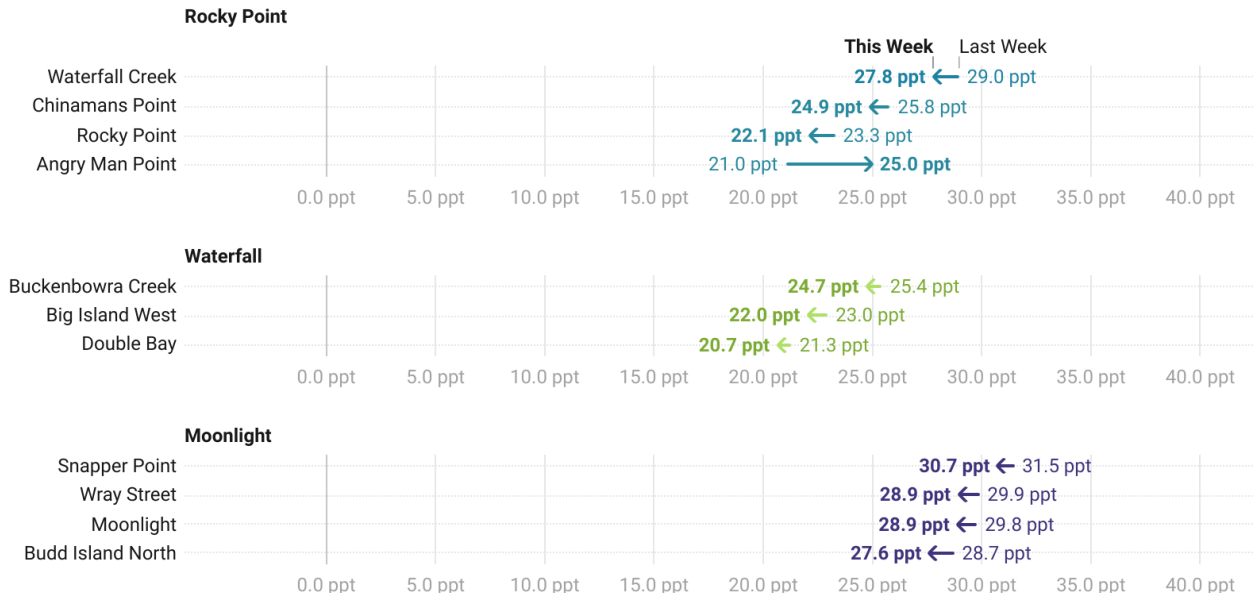 Rocky Point
This Week Last Week
Waterfall Creek 27.8 ppt 29.0 ppt
Chinamans Point 24.9 ppt 25.8 ppt
Rocky Point 22.1 ppt 23.3 ppt
Angry Man Point 21.0 ppt 25.0 ppt
0.0 ppt 5.0 ppt 10.0 ppt 15.0 ppt 20.0 ppt 25.0 ppt 30.0 ppt 35.0 ppt 40.0 ppt
Waterfall
Buckenbowra Creek 24.7 ppt 25.4 ppt
Big Island West 22.0 ppt 23.0 ppt
Double Bay 20.7 ppt 21.3 ppt
0.0 ppt 5.0 ppt 10.0 ppt 15.0 ppt 20.0 ppt 25.0 ppt 30.0 ppt 35.0 ppt 40.0 ppt
Moonlight
Snapper Point 30.7 ppt 31.5 ppt
Wray Street 28.9 ppt 29.9 ppt
Moonlight 28.9 ppt 29.8 ppt
Budd Island North 27.6 ppt 28.7 ppt
0.0 ppt 5.0 ppt 10.0 ppt 15.0 ppt 20.0 ppt 25.0 ppt 30.0 ppt 35.0 ppt 40.0 ppt